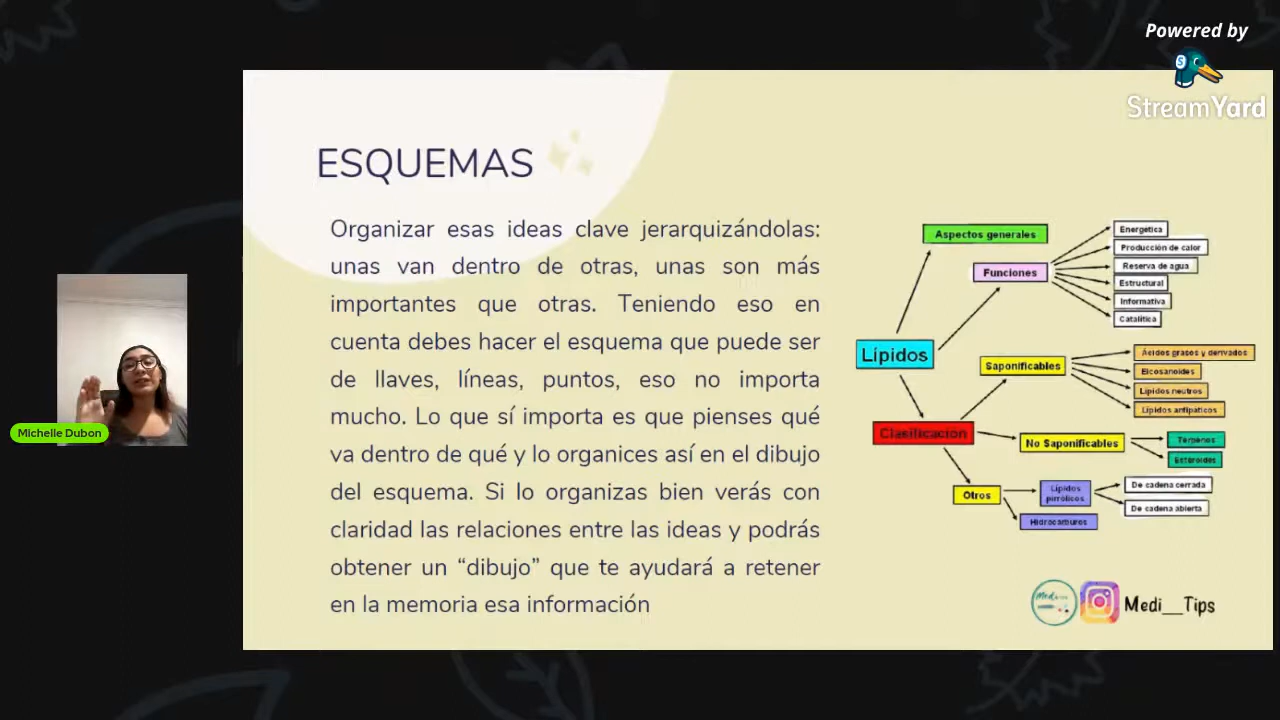 Powered by
StreamYard
ESQUEMAS
Organizar esas ideas clave jerarquizándolas:
unas van dentro de otras, unas son más
importantes que otras. Teniendo eso en
cuenta debes hacer el esquema que puede ser
de llaves, líneas, puntos, eso no importa
mucho. Lo que sí importa es que pienses qué
va dentro de qué y lo organices así en el dibujo
del esquema. Si lo organizas bien verás con
claridad las relaciones entre las ideas y podrás
obtener un “dibujo” que te ayudará a retener
en la memoria esa información
Aspectos generales
Funciones
Energética
Producción de calor
Reserva de agua
Estructural
Informativa
Catalítica
Lípidos
Saponificables
Ácidos grasos y derivados
Eicosanoides
Lípidos neutros
Lípidos anfipáticos
Clasificación
No Saponificables
Térpenos
Esteroides
Otros
Lípidos
pirrólicos
De cadena cerrada
De cadena abierta
Hidrocarburos
Medi__Tips
Michelle Dubon